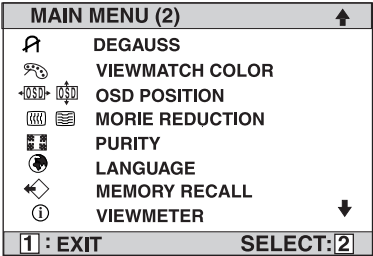 MAIN MENU (2)
DEGAUSS
VIEWMATCH COLOR
OSD OSD OSD POSITION
MORIE REDUCTION
PURITY
LANGUAGE
MEMORY RECALL
VIEWMETER
1 : EXIT SELECT: 2